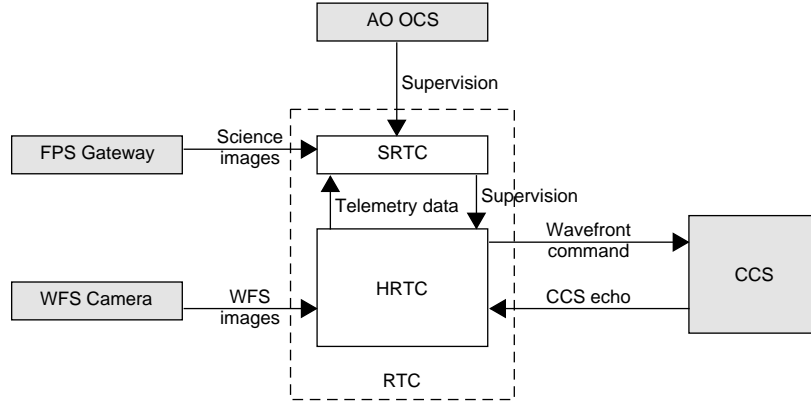 AO OCS
Supervision
FPS Gateway
Science
images
SRTC
Telemetry data
Supervision
Wavefront
command
WFS Camera
WFS
images
HRTC
CCS echo
CCS
RTC